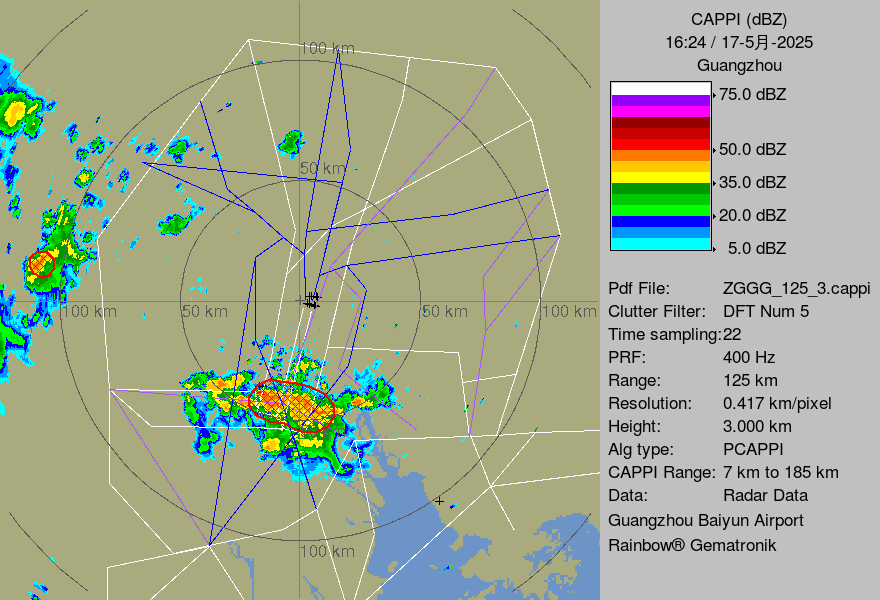 CAPPI (dBZ)
16:24 / 17-5月-2025
Guangzhou
75.0 dBZ
50.0 dBZ
35.0 dBZ
20.0 dBZ
5.0 dBZ
Pdf File: ZGGG_125_3.cappi
Clutter Filter: DFT Num 5
Time sampling:22
PRF: 400 Hz
Range: 125 km
Resolution: 0.417 km/pixel
Height: 3.000 km
Alg type: PCAPPI
CAPPI Range: 7 km to 185 km
Data: Radar Data
Guangzhou Baiyun Airport
Rainbow® Gematronik
100 km
50 km
100 km
50 km
50 km
100 km
100 km